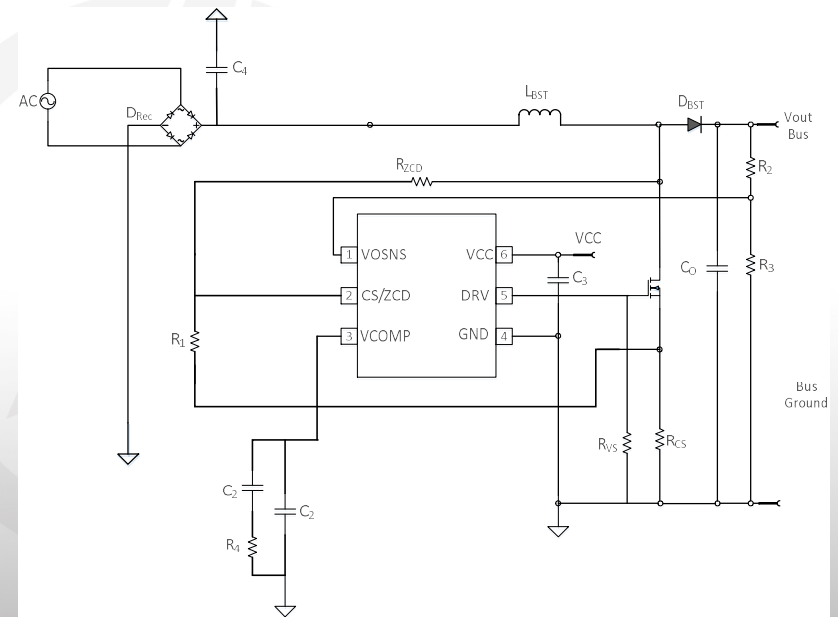 C4
AC
DRec
LBST
DBST
Vout
Bus
RZCD
R2
VCC
1 VOSNS VCC 6
CO
R3
C3
2 CS/ZCD DRV 5
R1
3 VCOMP GND 4
Bus
Ground
RVS
RCS
C2
C2
R4